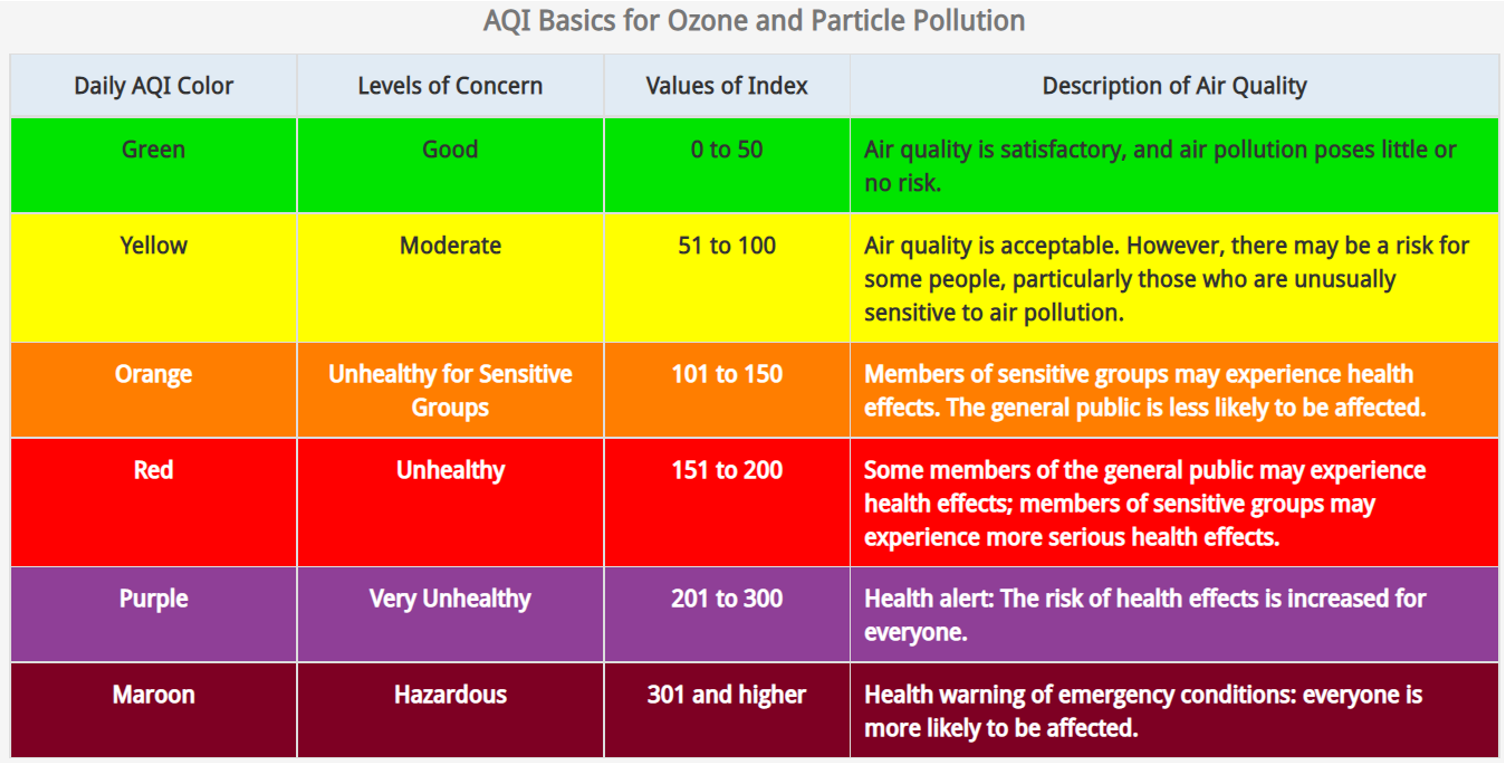 AQI Basics for Ozone and Particle Pollution
Daily AQI Color Levels of Concern Values of Index Description of Air Quality
Green Good 0 to 50 Air quality is satisfactory, and air pollution poses little or
no risk.
Yellow Moderate 51 to 100 Air quality is acceptable. However, there may be a risk for
some people, particularly those who are unusually
sensitive to air pollution.
Orange Unhealthy for Sensitive 101 to 150 Members of sensitive groups may experience health
Groups effects. The general public is less likely to be affected.
Red Unhealthy 151 to 200 Some members of the general public may experience
health effects; members of sensitive groups may
experience more serious health effects.
Purple Very Unhealthy 201 to 300 Health alert: The risk of health effects is increased for
everyone.
Maroon Hazardous 301 and higher Health warning of emergency conditions: everyone is
more likely to be affected.